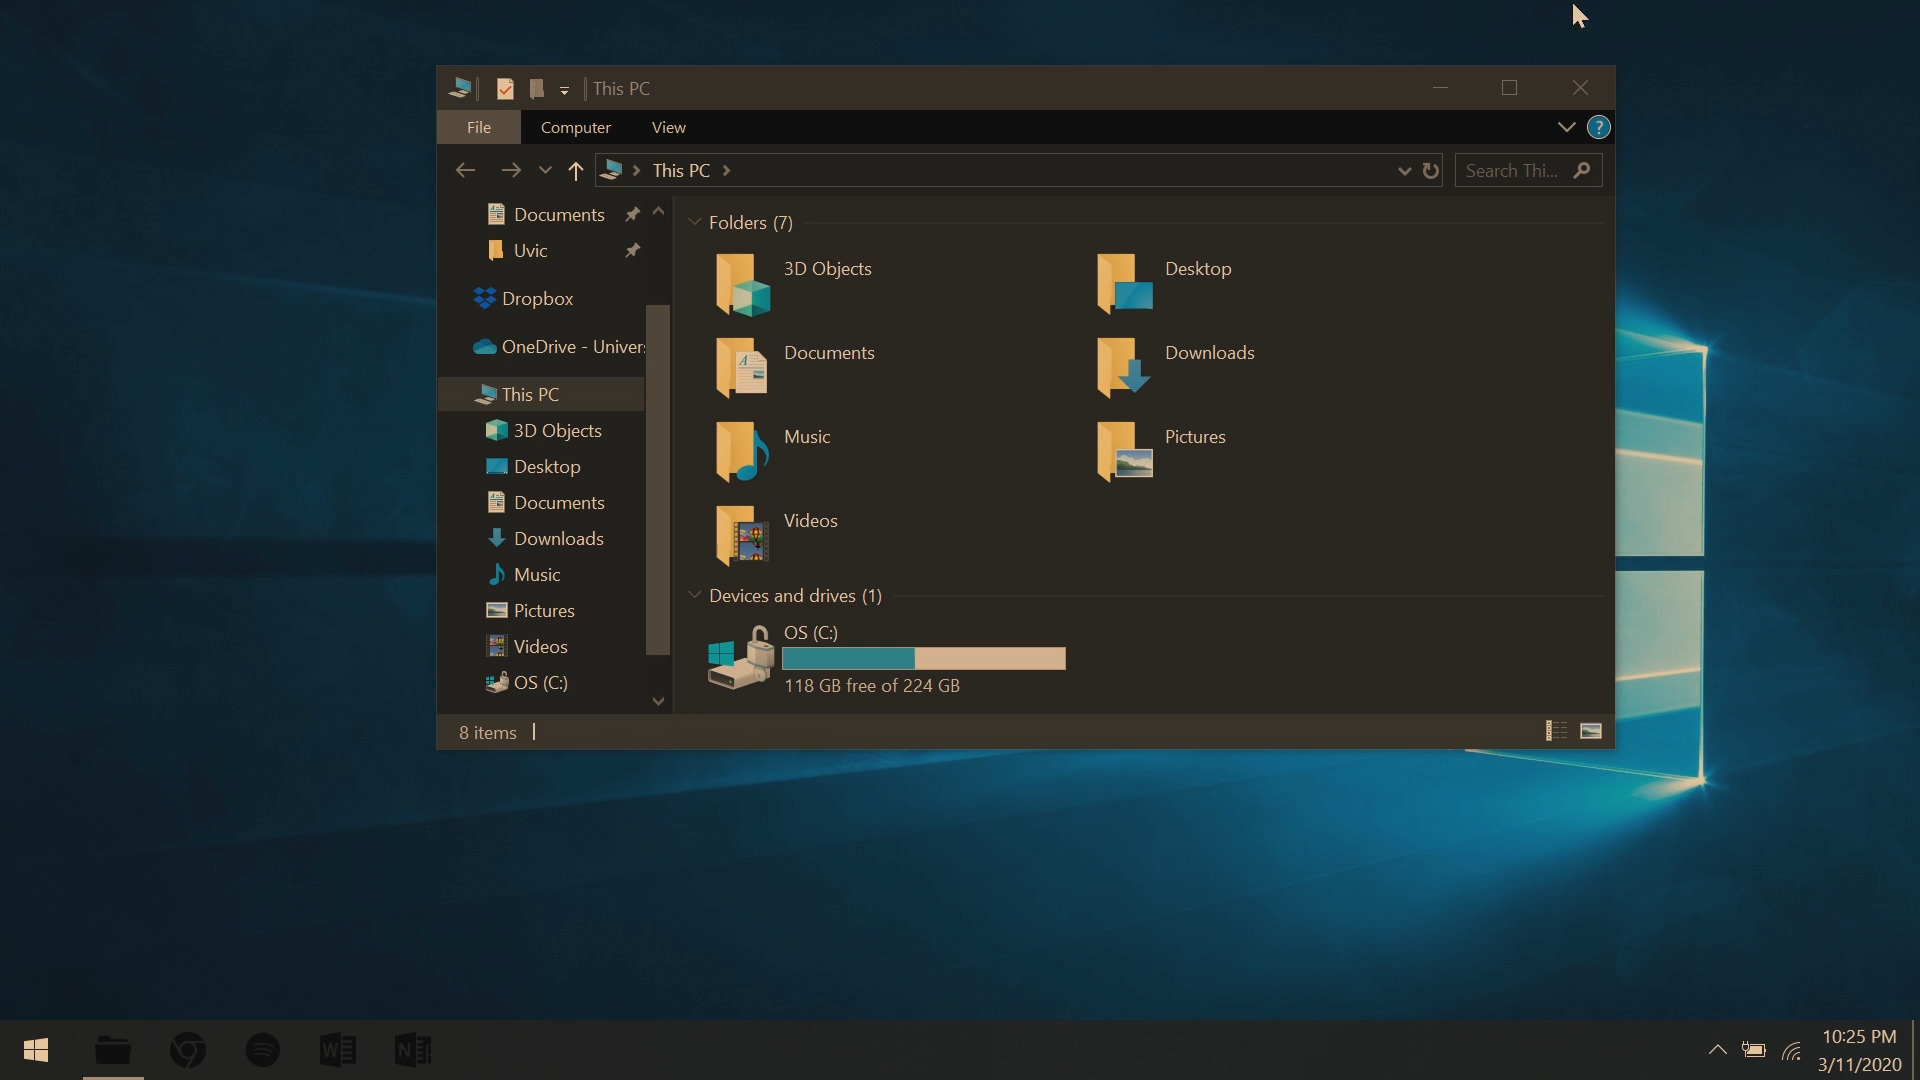 This PC
File Computer View
This PC
Search Thi...
Documents
Uvic
Dropbox
OneDrive - Univer
This PC
3D Objects
Desktop
Documents
Downloads
Music
Pictures
Videos
OS (C:)
Folders (7)
3D Objects
Desktop
Documents
Downloads
Music
Pictures
Videos
Devices and drives (1)
OS (C:)
118 GB free of 224 GB
8 items
10:25 PM
3/11/2020